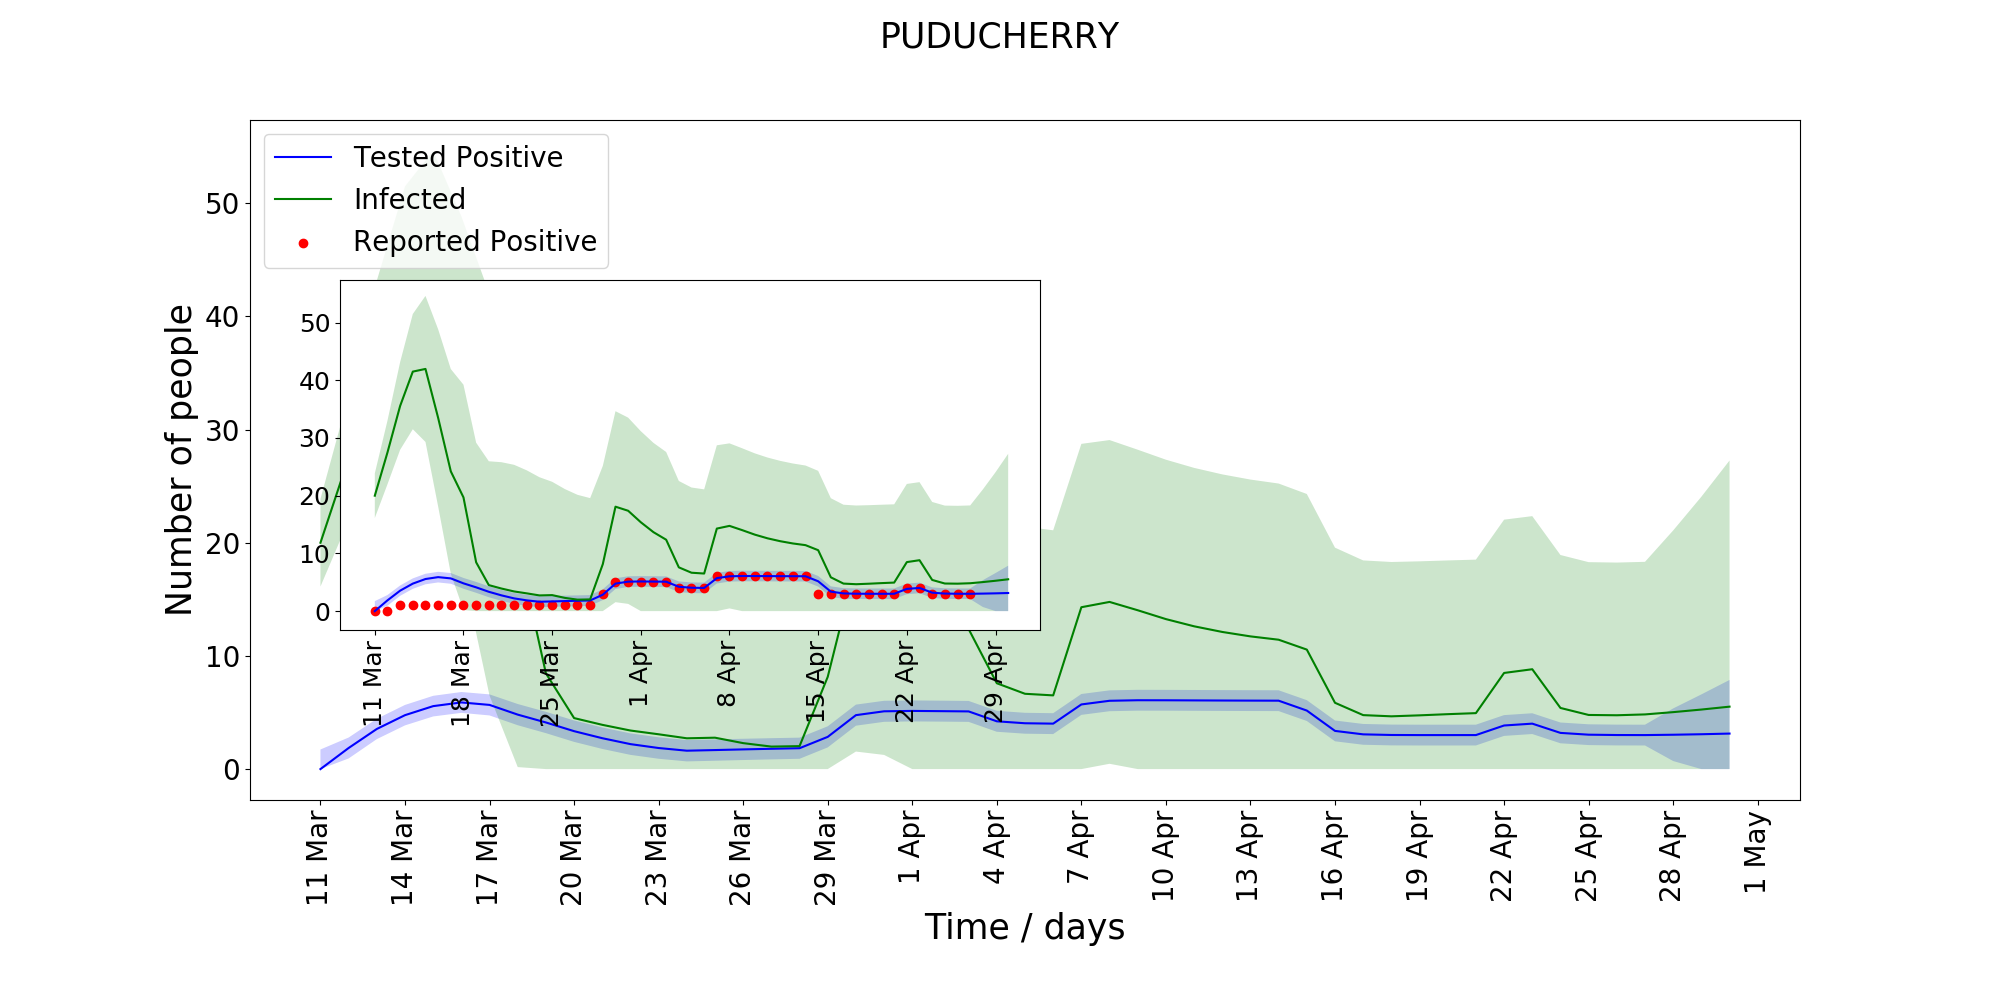 PUDUCHERRY
Tested Positive
Infected
Reported Positive
Number of people
50
40
30
20
10
0
50
40
30
20
10
0
11 Mar
18 Mar
25 Mar
1 Apr
8 Apr
15 Apr
22 Apr
29 Apr
11 Mar
14 Mar
17 Mar
20 Mar
23 Mar
26 Mar
29 Mar
1 Apr
4 Apr
7 Apr
10 Apr
13 Apr
16 Apr
19 Apr
22 Apr
25 Apr
28 Apr
1 May
Time / days